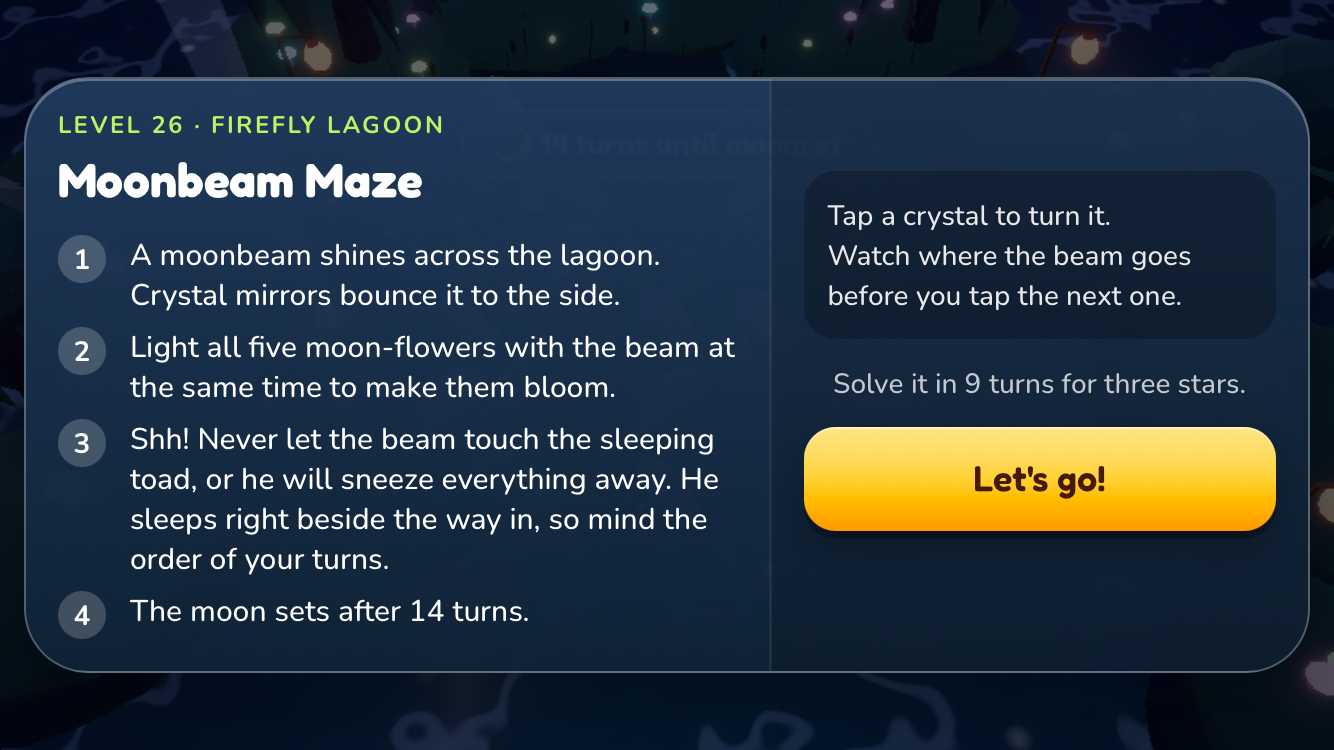 LEVEL 26 · FIREFLY LAGOON
14 turns until moonset
Moonbeam Maze
1 A moonbeam shines across the lagoon.
Crystal mirrors bounce it to the side.
2 Light all five moon-flowers with the beam at
the same time to make them bloom.
3 Shh! Never let the beam touch the sleeping
toad, or he will sneeze everything away. He
sleeps right beside the way in, so mind the
order of your turns.
4 The moon sets after 14 turns.
Tap a crystal to turn it.
Watch where the beam goes
before you tap the next one.
Solve it in 9 turns for three stars.
Let's go!